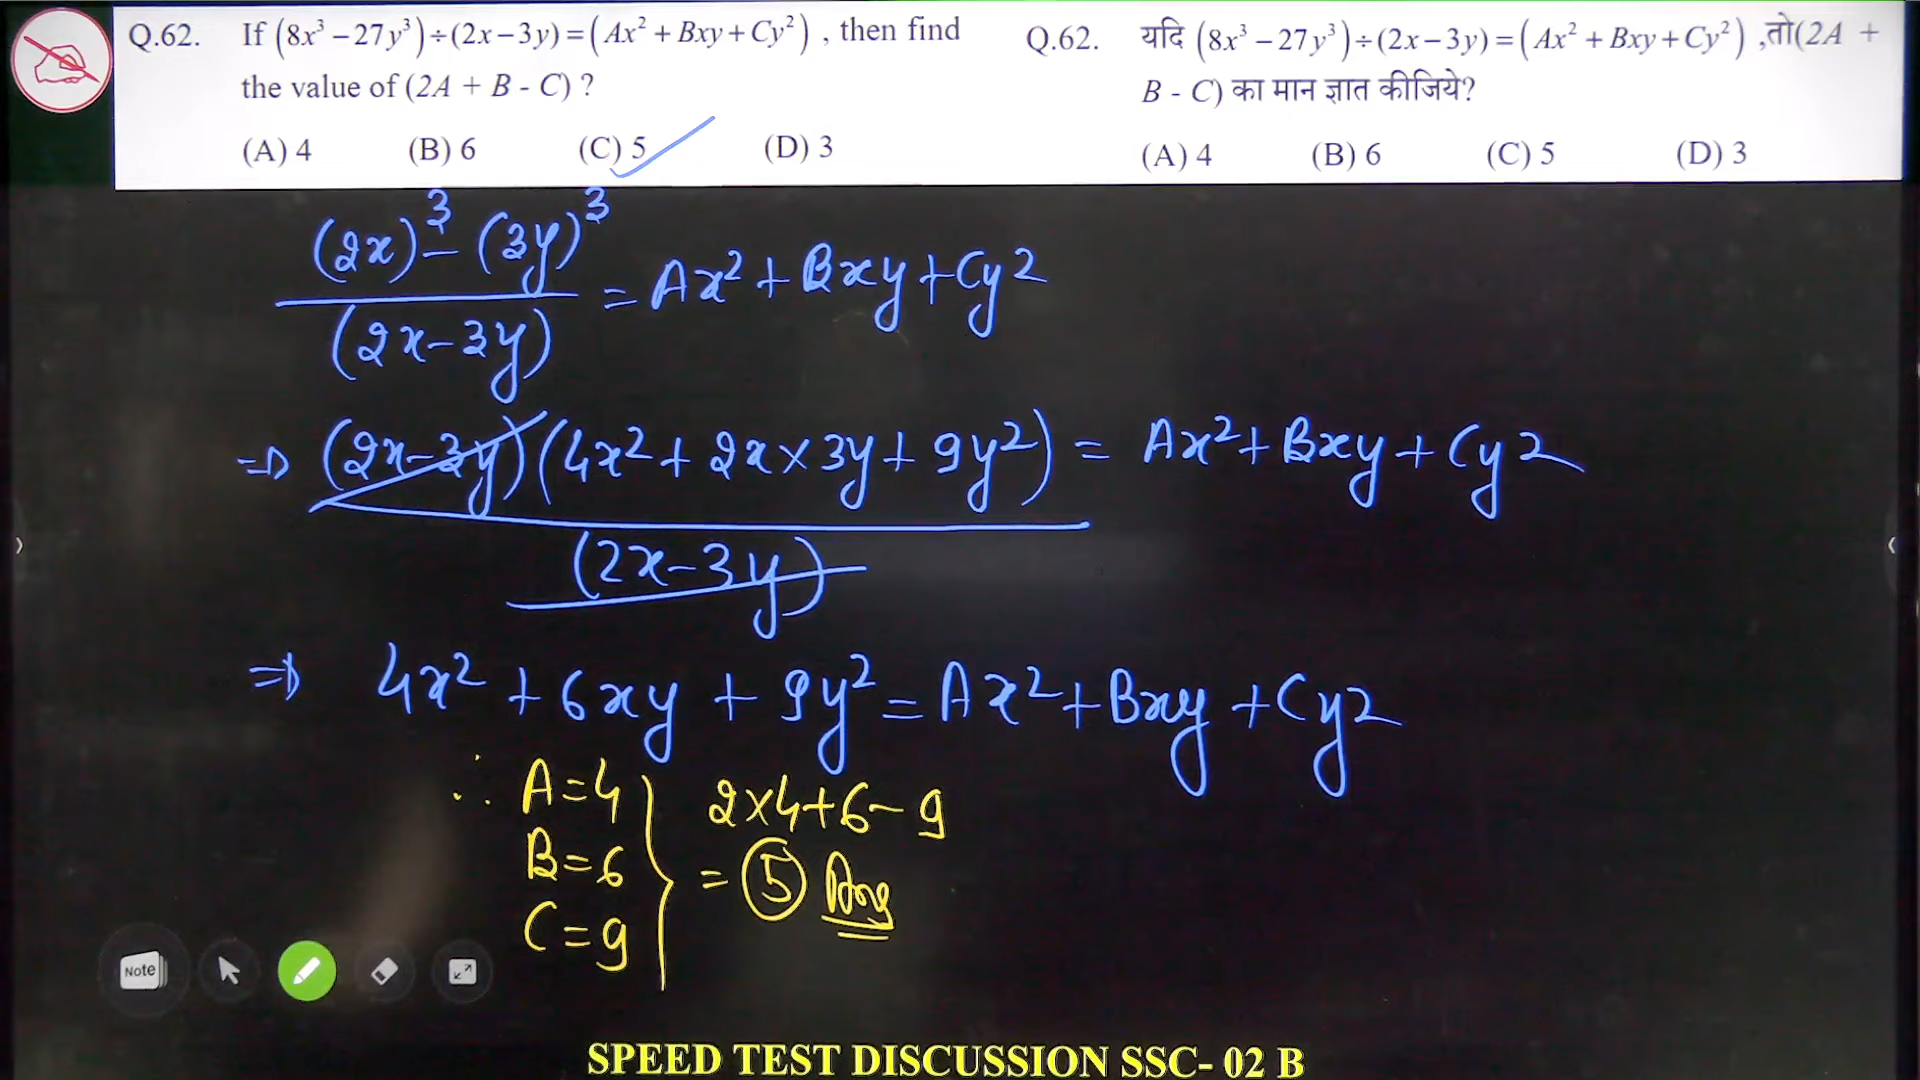 Q.62. If (8x³ – 27y³) ÷ (2x – 3y) = (Ax² + Bxy + Cy²) , then find
the value of (2A + B - C) ?
(A) 4 (B) 6 (C) 5 (D) 3
Q.62. यदि (8x³ – 27y³) ÷ (2x – 3y) = (Ax² + Bxy + Cy²) ,तो(2A +
B - C) का मान ज्ञात कीजिये?
(A) 4 (B) 6 (C) 5 (D) 3
(2x)³ – (3y)³
(2x – 3y)
= Ax² + Bxy + Cy²
⇒ (2x – 3y)(4x² + 2x × 3y + 9y²) = Ax² + Bxy + Cy²
(2x – 3y)
⇒ 4x² + 6xy + 9y² = Ax² + Bxy + Cy²
∴ A = 4
B = 6
C = 9
2×4+6–9
= 5 Ans
Note
SPEED TEST DISCUSSION SSC- 02 B